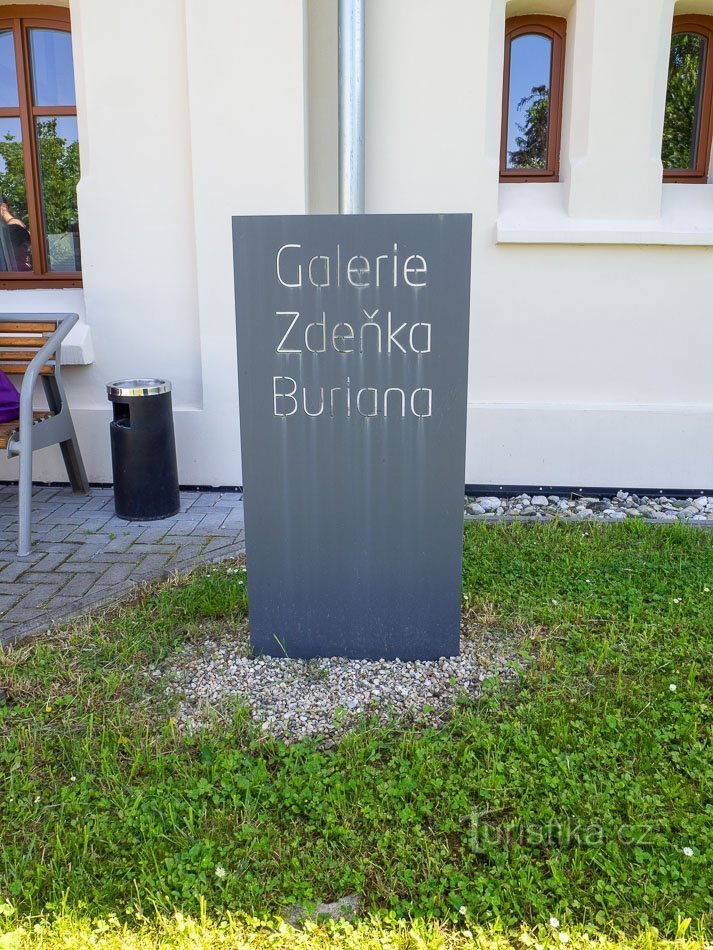 Galerie
Zdeňka
Buriana
Turistika.cz